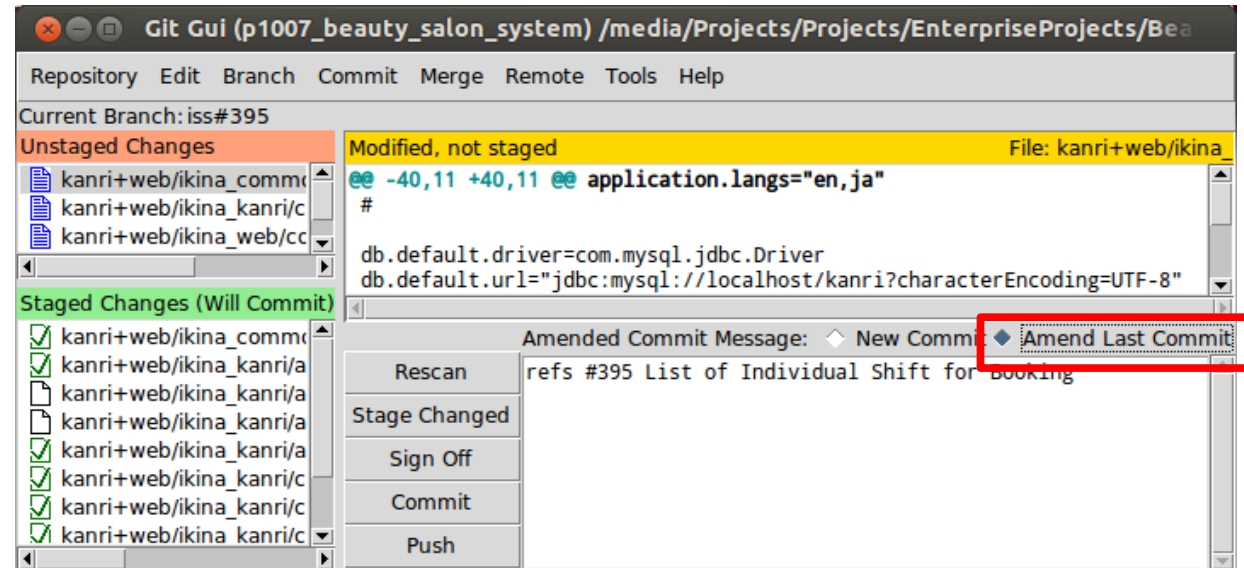 Git Gui (p1007_beauty_salon_system) /media/Projects/Projects/EnterpriseProjects/Bea
Repository Edit Branch Commit Merge Remote Tools Help
Current Branch: iss#395
Unstaged Changes
kanri+web/ikina_commo
kanri+web/ikina_kanri/c
kanri+web/ikina_web/cc
Staged Changes (Will Commit)
kanri+web/ikina_commo
kanri+web/ikina_kanri/a
kanri+web/ikina_kanri/a
kanri+web/ikina_kanri/a
kanri+web/ikina_kanri/a
kanri+web/ikina_kanri/c
kanri+web/ikina_kanri/c
kanri+web/ikina_kanri/c
Modified, not staged File: kanri+web/ikina_
@@ -40,11 +40,11 @@ application.langs="en,ja"
#
db.default.driver=com.mysql.jdbc.Driver
db.default.url="jdbc:mysql://localhost/kanri?characterEncoding=UTF-8"
Amended Commit Message: New Commit Amend Last Commit
Rescan
Stage Changed
Sign Off
Commit
Push
refs #395 List of Individual Shift for Booking